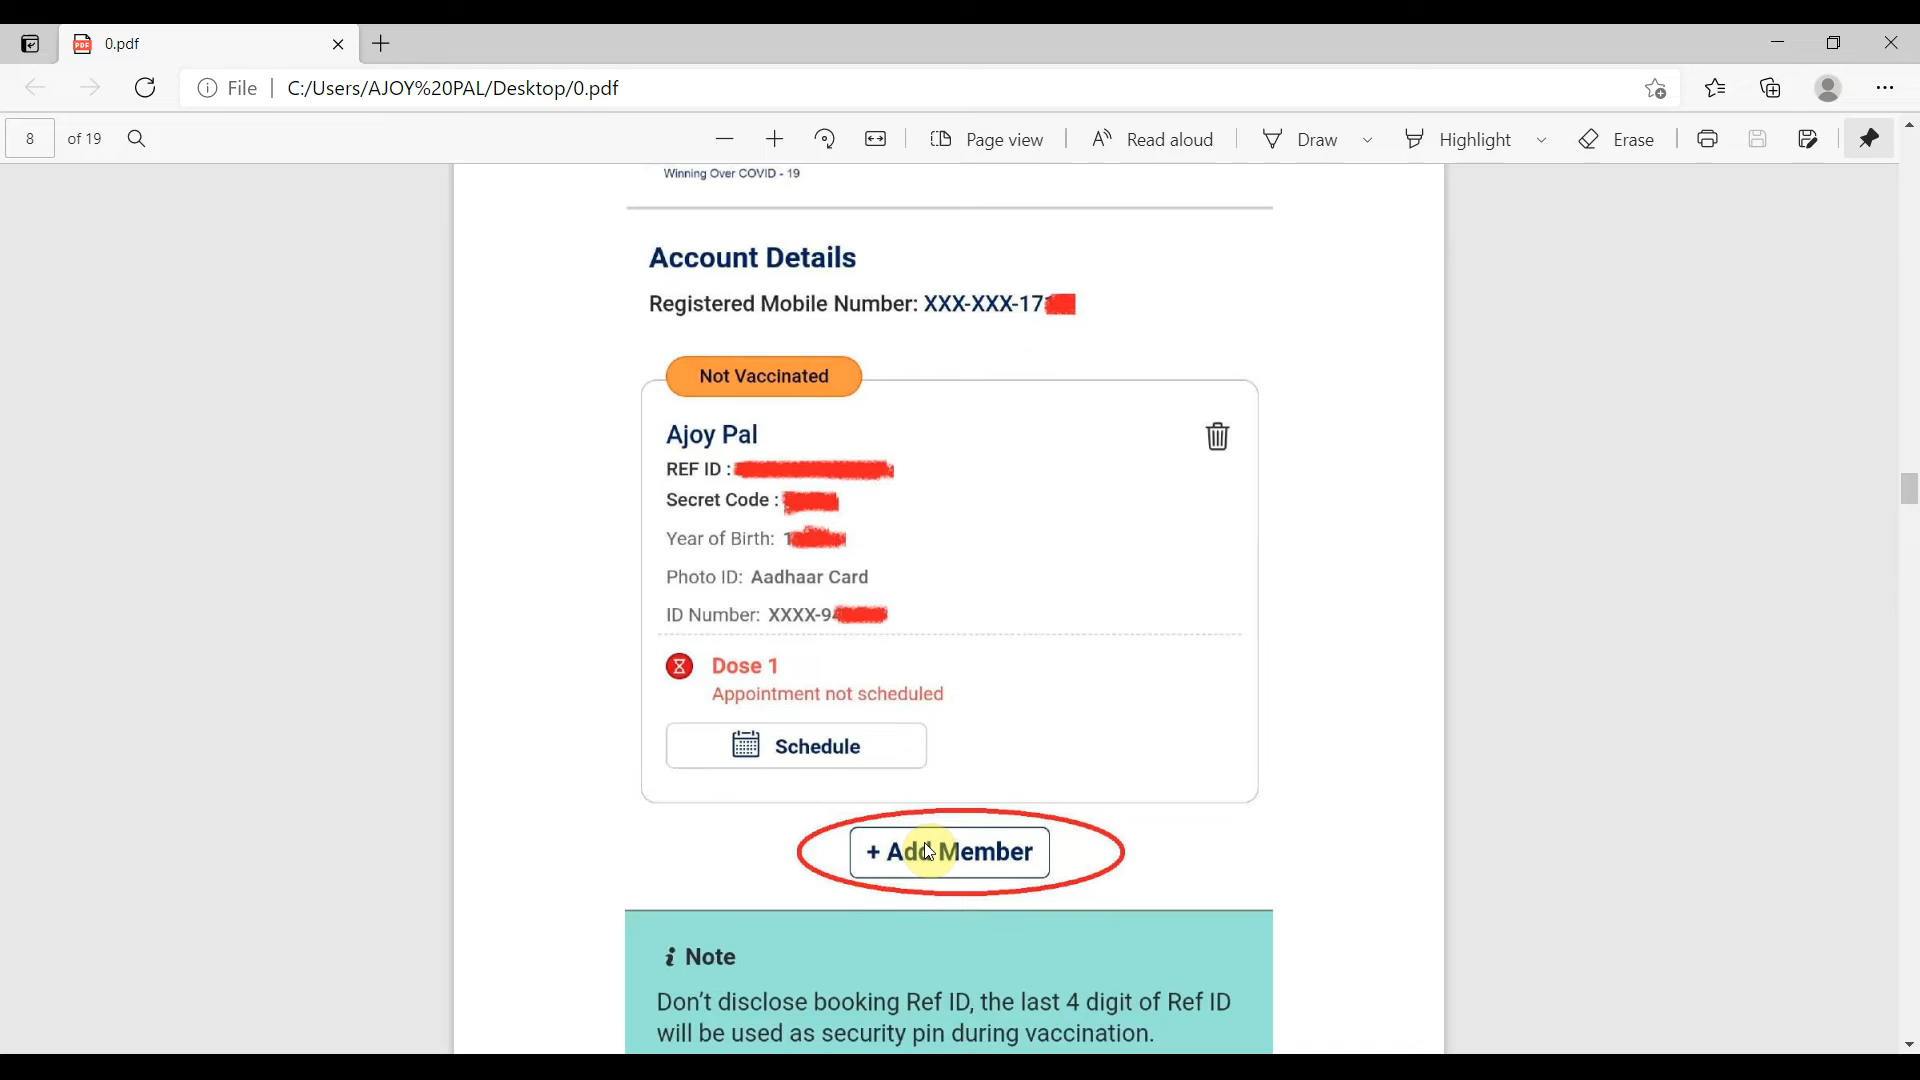 0.pdf
File
C:/Users/AJOY%20PAL/Desktop/0.pdf
8 of 19
Page view
Read aloud
Draw
Highlight
Erase
Winning Over COVID - 19
Account Details
Registered Mobile Number: XXX-XXX-17
Not Vaccinated
Ajoy Pal
REF ID :
Secret Code :
Year of Birth: 1
Photo ID: Aadhaar Card
ID Number: XXXX-9
Dose 1
Appointment not scheduled
Schedule
+ Add Member
i Note
Don't disclose booking Ref ID, the last 4 digit of Ref ID
will be used as security pin during vaccination.